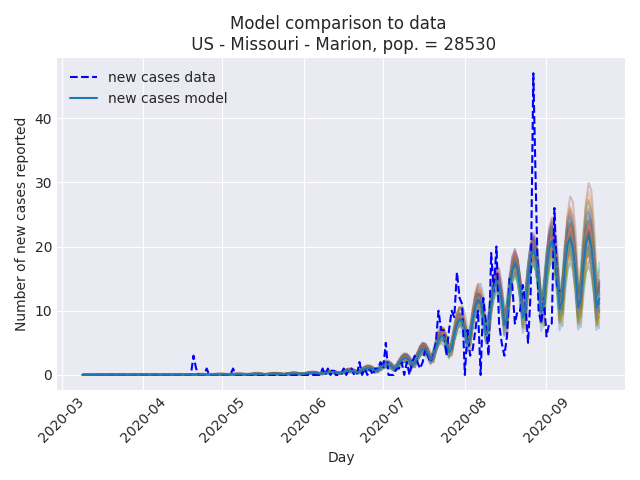 Model comparison to data
US - Missouri - Marion, pop. = 28530
new cases data
new cases model
Number of new cases reported
40
30
20
10
0
2020-03
2020-04
2020-05
2020-06
2020-07
2020-08
2020-09
Day